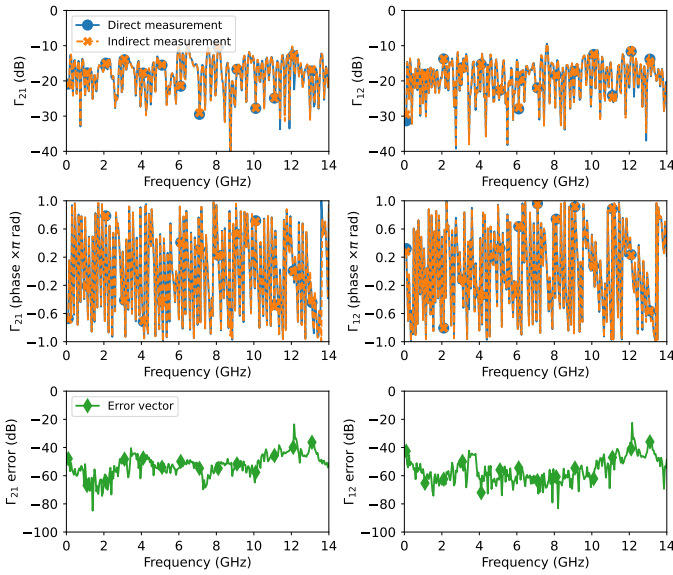 −10
−20
−30
−40
Γ21 (dB)
Direct measurement
Indirect measurement
0 2 4 6 8 10 12 14
Frequency (GHz)
0
−10
−20
−30
−40
Γ12 (dB)
0 2 4 6 8 10 12 14
Frequency (GHz)
1.0
0.6
0.2
−0.2
−0.6
−1.0
Γ21 (phase ×π rad)
0 2 4 6 8 10 12 14
Frequency (GHz)
1.0
0.6
0.2
−0.2
−0.6
−1.0
Γ12 (phase ×π rad)
0 2 4 6 8 10 12 14
Frequency (GHz)
0
−20
−40
−60
−80
−100
Γ21 error (dB)
Error vector
0 2 4 6 8 10 12 14
Frequency (GHz)
0
−20
−40
−60
−80
−100
Γ12 error (dB)
0 2 4 6 8 10 12 14
Frequency (GHz)